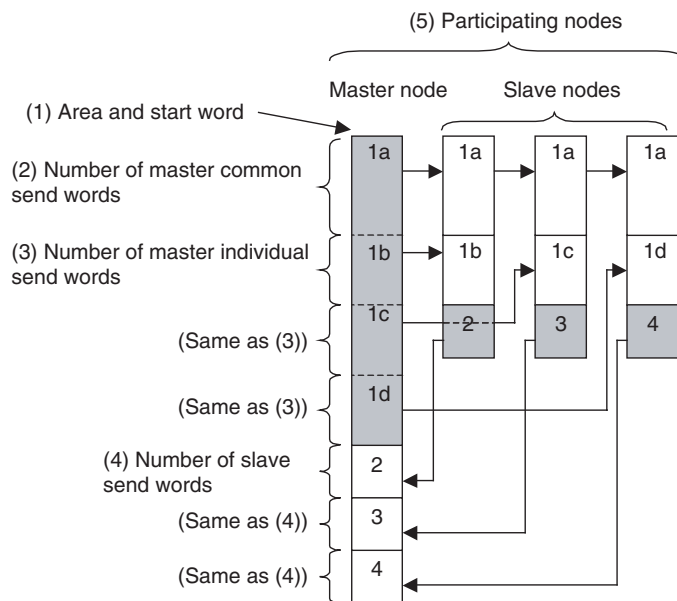 (5) Participating nodes
Master node
Slave nodes
(1) Area and start word
1a
1a
1a
1a
(2) Number of master common
send words
(3) Number of master individual
send words
1b
1b
1c
1d
1c
2
3
4
(Same as (3))
1d
(Same as (3))
(4) Number of slave
send words
2
(Same as (4))
3
(Same as (4))
4